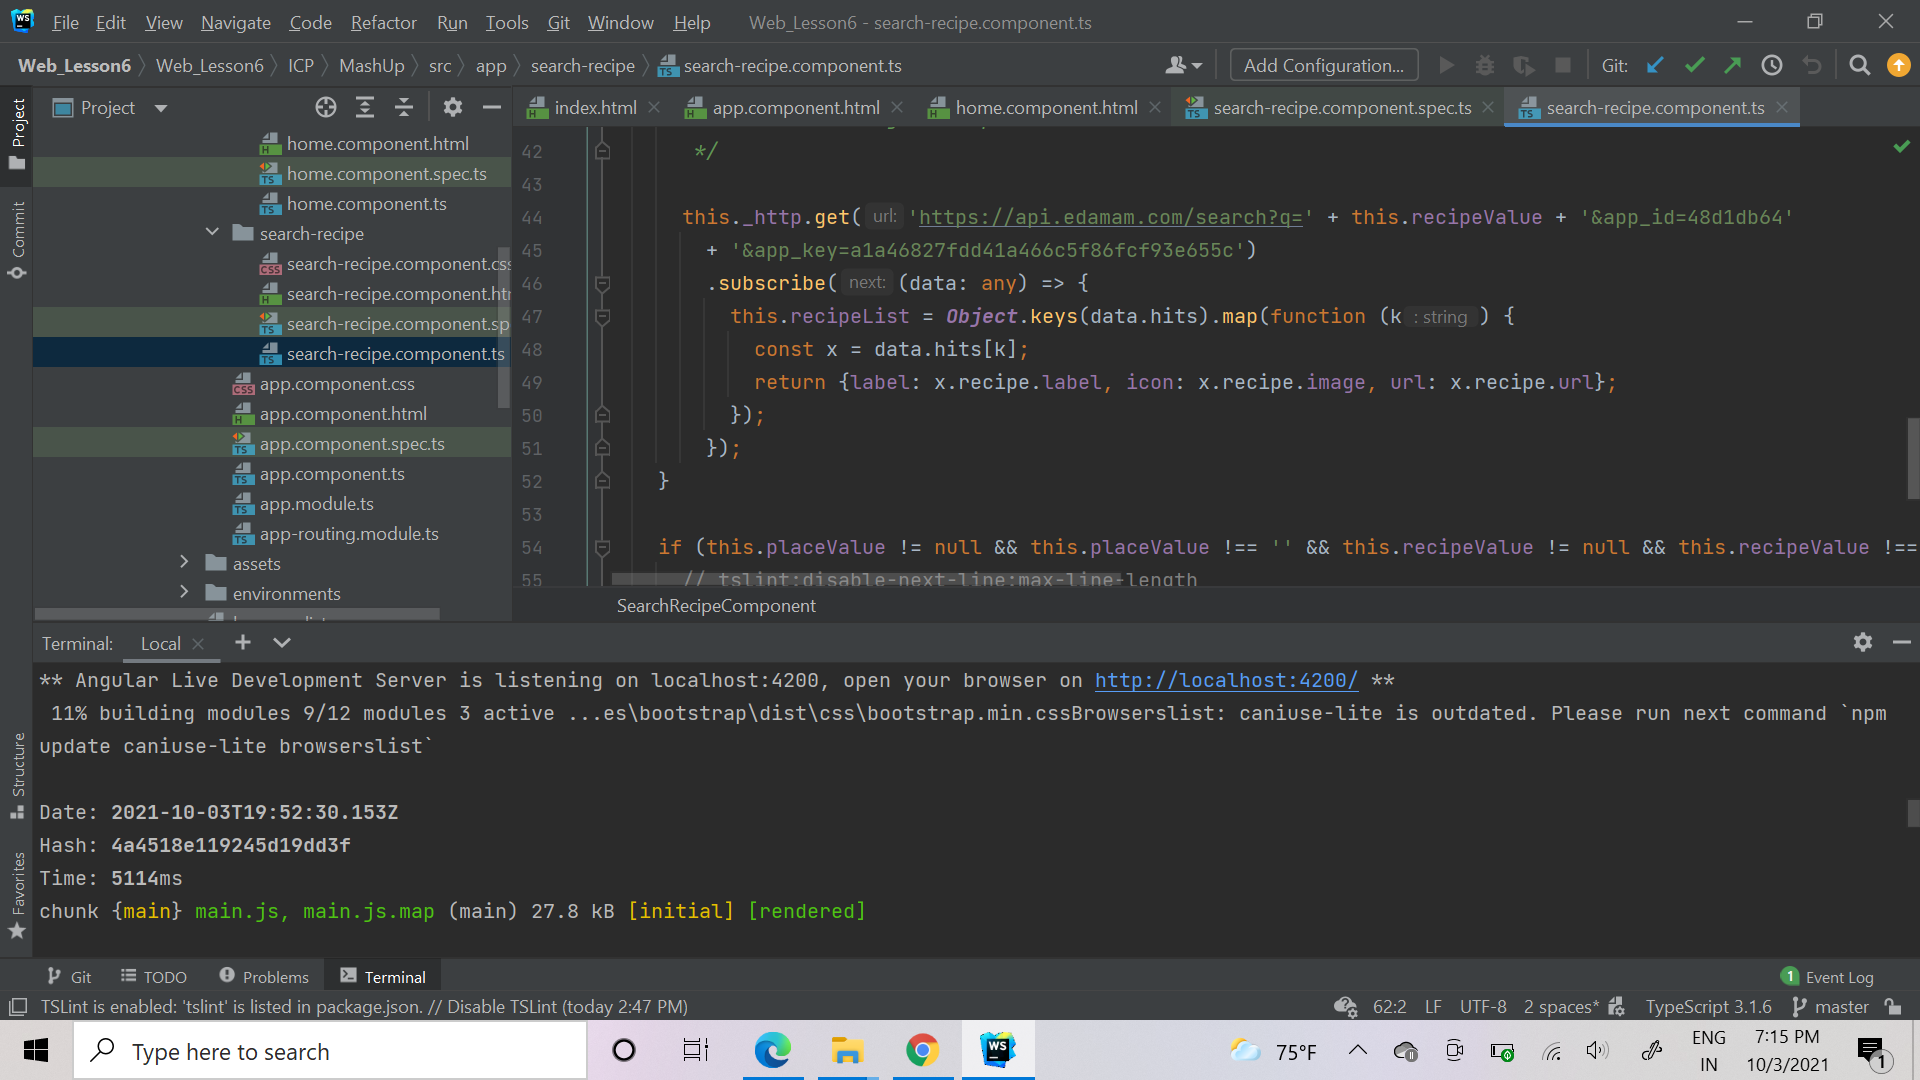 WS File Edit View Navigate Code Refactor Run Tools Git Window Help Web_Lesson6 - search-recipe.component.ts
Web_Lesson6 Web_Lesson6 ICP MashUp src app search-recipe search-recipe.component.ts Add Configuration... Git:
Project
index.html app.component.html home.component.html search-recipe.component.spec.ts search-recipe.component.ts
Project
Commit
Structure
Favorites
home.component.html
home.component.spec.ts
home.component.ts
search-recipe
search-recipe.component.css
search-recipe.component.htm
search-recipe.component.sp
search-recipe.component.ts
app.component.css
app.component.html
app.component.spec.ts
app.component.ts
app.module.ts
app-routing.module.ts
assets
environments
42 */
43
44 this._http.get( url: 'https://api.edamam.com/search?q=' + this.recipeValue + '&app_id=48d1db64'
45 + '&app_key=a1a46827fdd41a466c5f86fcf93e655c')
46 .subscribe( next: (data: any) => {
47 this.recipeList = Object.keys(data.hits).map(function (k : string ) {
48 const x = data.hits[k];
49 return {label: x.recipe.label, icon: x.recipe.image, url: x.recipe.url};
50 });
51 });
52 }
53
54 if (this.placeValue != null && this.placeValue !== '' && this.recipeValue != null && this.recipeValue !==
55 // tslint:disable-next-line:max-line-length
SearchRecipeComponent
Terminal: Local
** Angular Live Development Server is listening on localhost:4200, open your browser on http://localhost:4200/ **
11% building modules 9/12 modules 3 active ...es\bootstrap\dist\css\bootstrap.min.cssBrowserslist: caniuse-lite is outdated. Please run next command `npm
update caniuse-lite browserslist`
Date: 2021-10-03T19:52:30.153Z
Hash: 4a4518e119245d19dd3f
Time: 5114ms
chunk {main} main.js, main.js.map (main) 27.8 kB [initial] [rendered]
Git TODO Problems Terminal 1 Event Log
TSLint is enabled: 'tslint' is listed in package.json. // Disable TSLint (today 2:47 PM) 62:2 LF UTF-8 2 spaces* TypeScript 3.1.6 master
Type here to search WS 75°F ENG IN 7:15 PM 10/3/2021 1